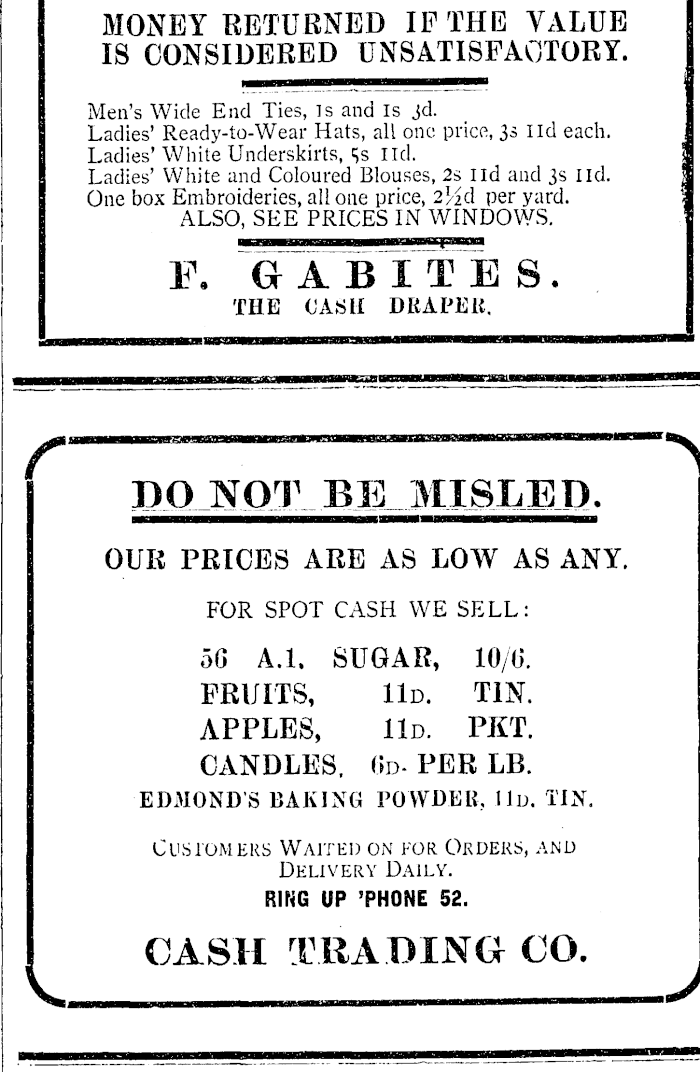 MONEY RETURNED IF THE VALUE
IS CONSIDERED UNSATISFACTORY.
Men's Wide End Ties, 1s and 1s 3d.
Ladies' Ready-to-Wear Hats, all one price, 3s 11d each.
Ladies' White Underskirts, 5s 11d.
Ladies' White and Coloured Blouses, 2s 11d and 3s 11d.
One box Embroideries, all one price, 2½d per yard.
ALSO, SEE PRICES IN WINDOWS.
F. GABITES.
THE CASH DRAPER.
DO NOT BE MISLED.
OUR PRICES ARE AS LOW AS ANY.
FOR SPOT CASH WE SELL:
56 A.1. SUGAR, 10/6.
FRUITS, 11D. TIN.
APPLES, 11D. PKT.
CANDLES, 6D. PER LB.
EDMOND'S BAKING POWDER, 11D. TIN.
CUSTOMERS WAITED ON FOR ORDERS, AND
DELIVERY DAILY.
RING UP 'PHONE 52.
CASH TRADING CO.